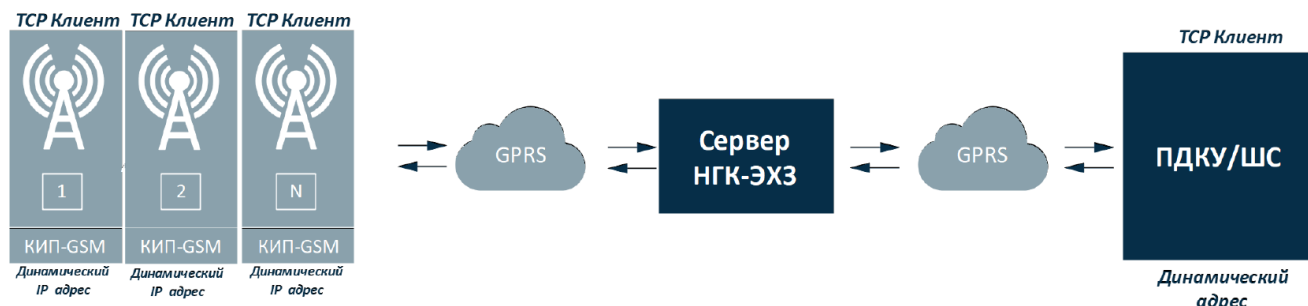 TCP Клиент
TCP Клиент
TCP Клиент
1
2
N
КИП-GSM
КИП-GSM
КИП-GSM
Динамический
IP адрес
Динамический
IP адрес
Динамический
IP адрес
GPRS
Сервер
НГК-ЭХЗ
GPRS
TCP Клиент
ПДКУ/ШС
Динамический
адрес